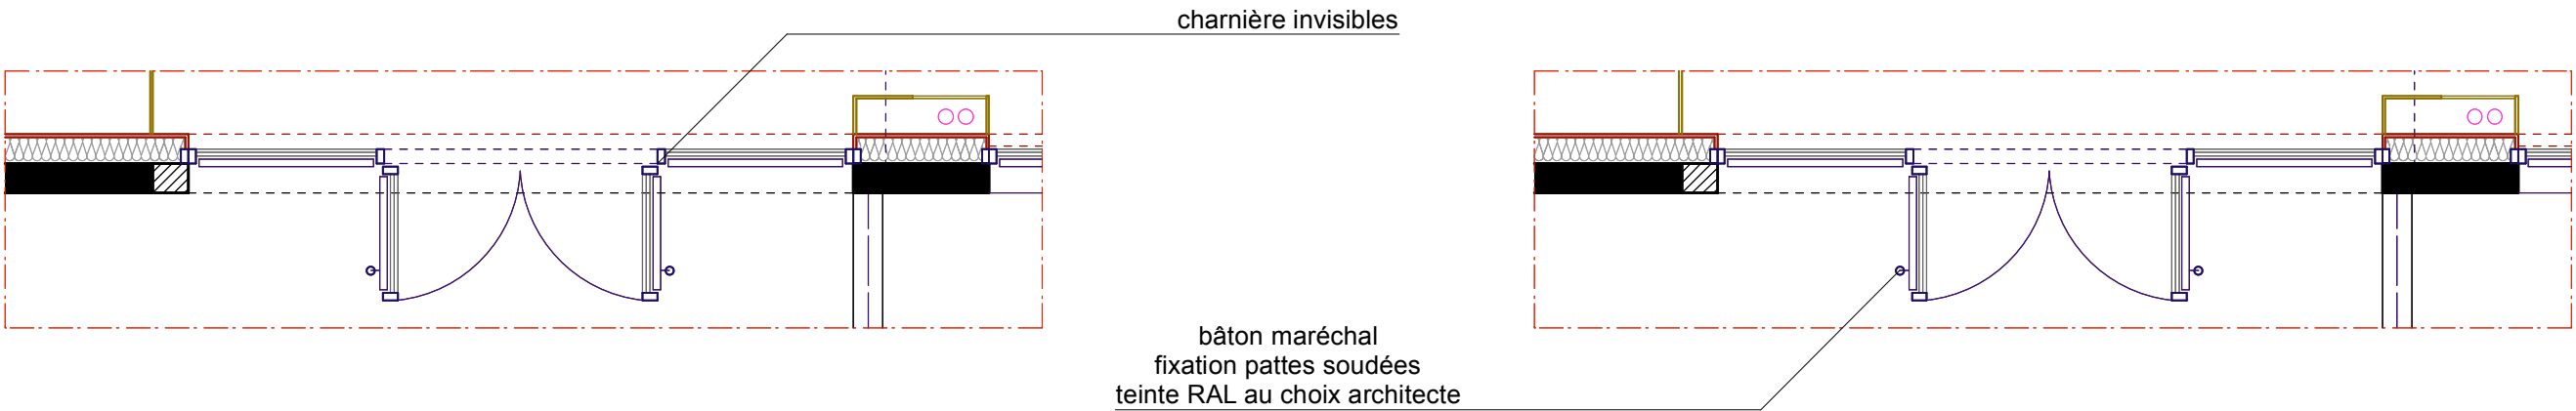 charnière invisibles
bâton maréchal
fixation pattes soudées
teinte RAL au choix architecte